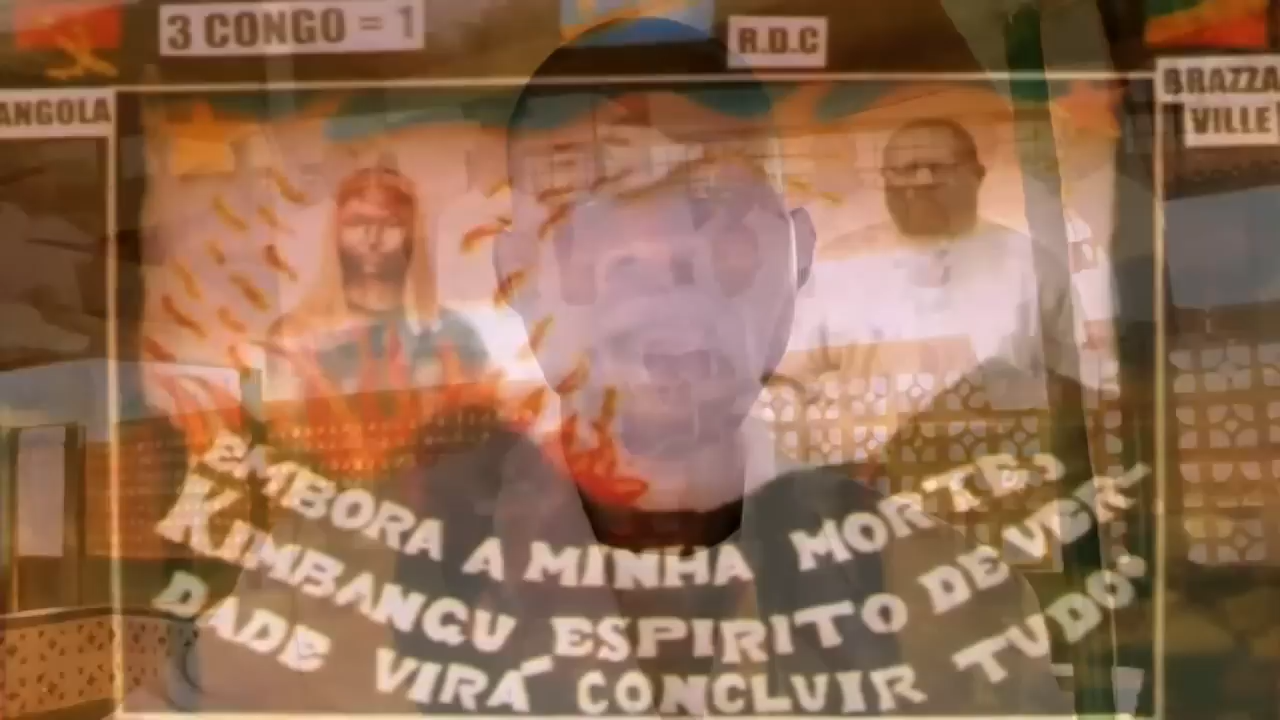 3 CONGO = 1
R.D.C
ANGOLA
BRAZZA
VILLE
EMBORA A MINHA MORTE,
KIMBANGU ESPIRITO DE VER-
DADE VIRÁ CONCLUIR TUDO.